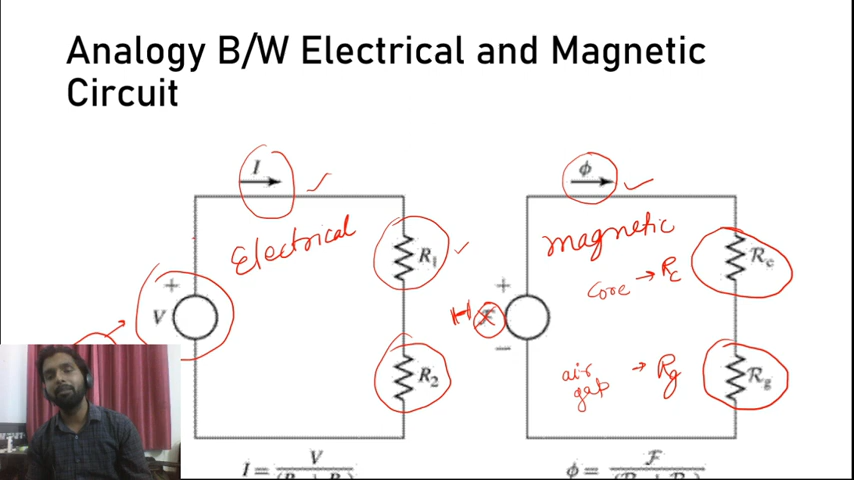 Analogy B/W Electrical and Magnetic
Circuit
I
ϕ
Electrical
magnetic
R₁
ℛc
core → Rc
+
V
+
H
ℱ
−
R₂
air gap → Rg
ℛg
I = V
ϕ = ℱ